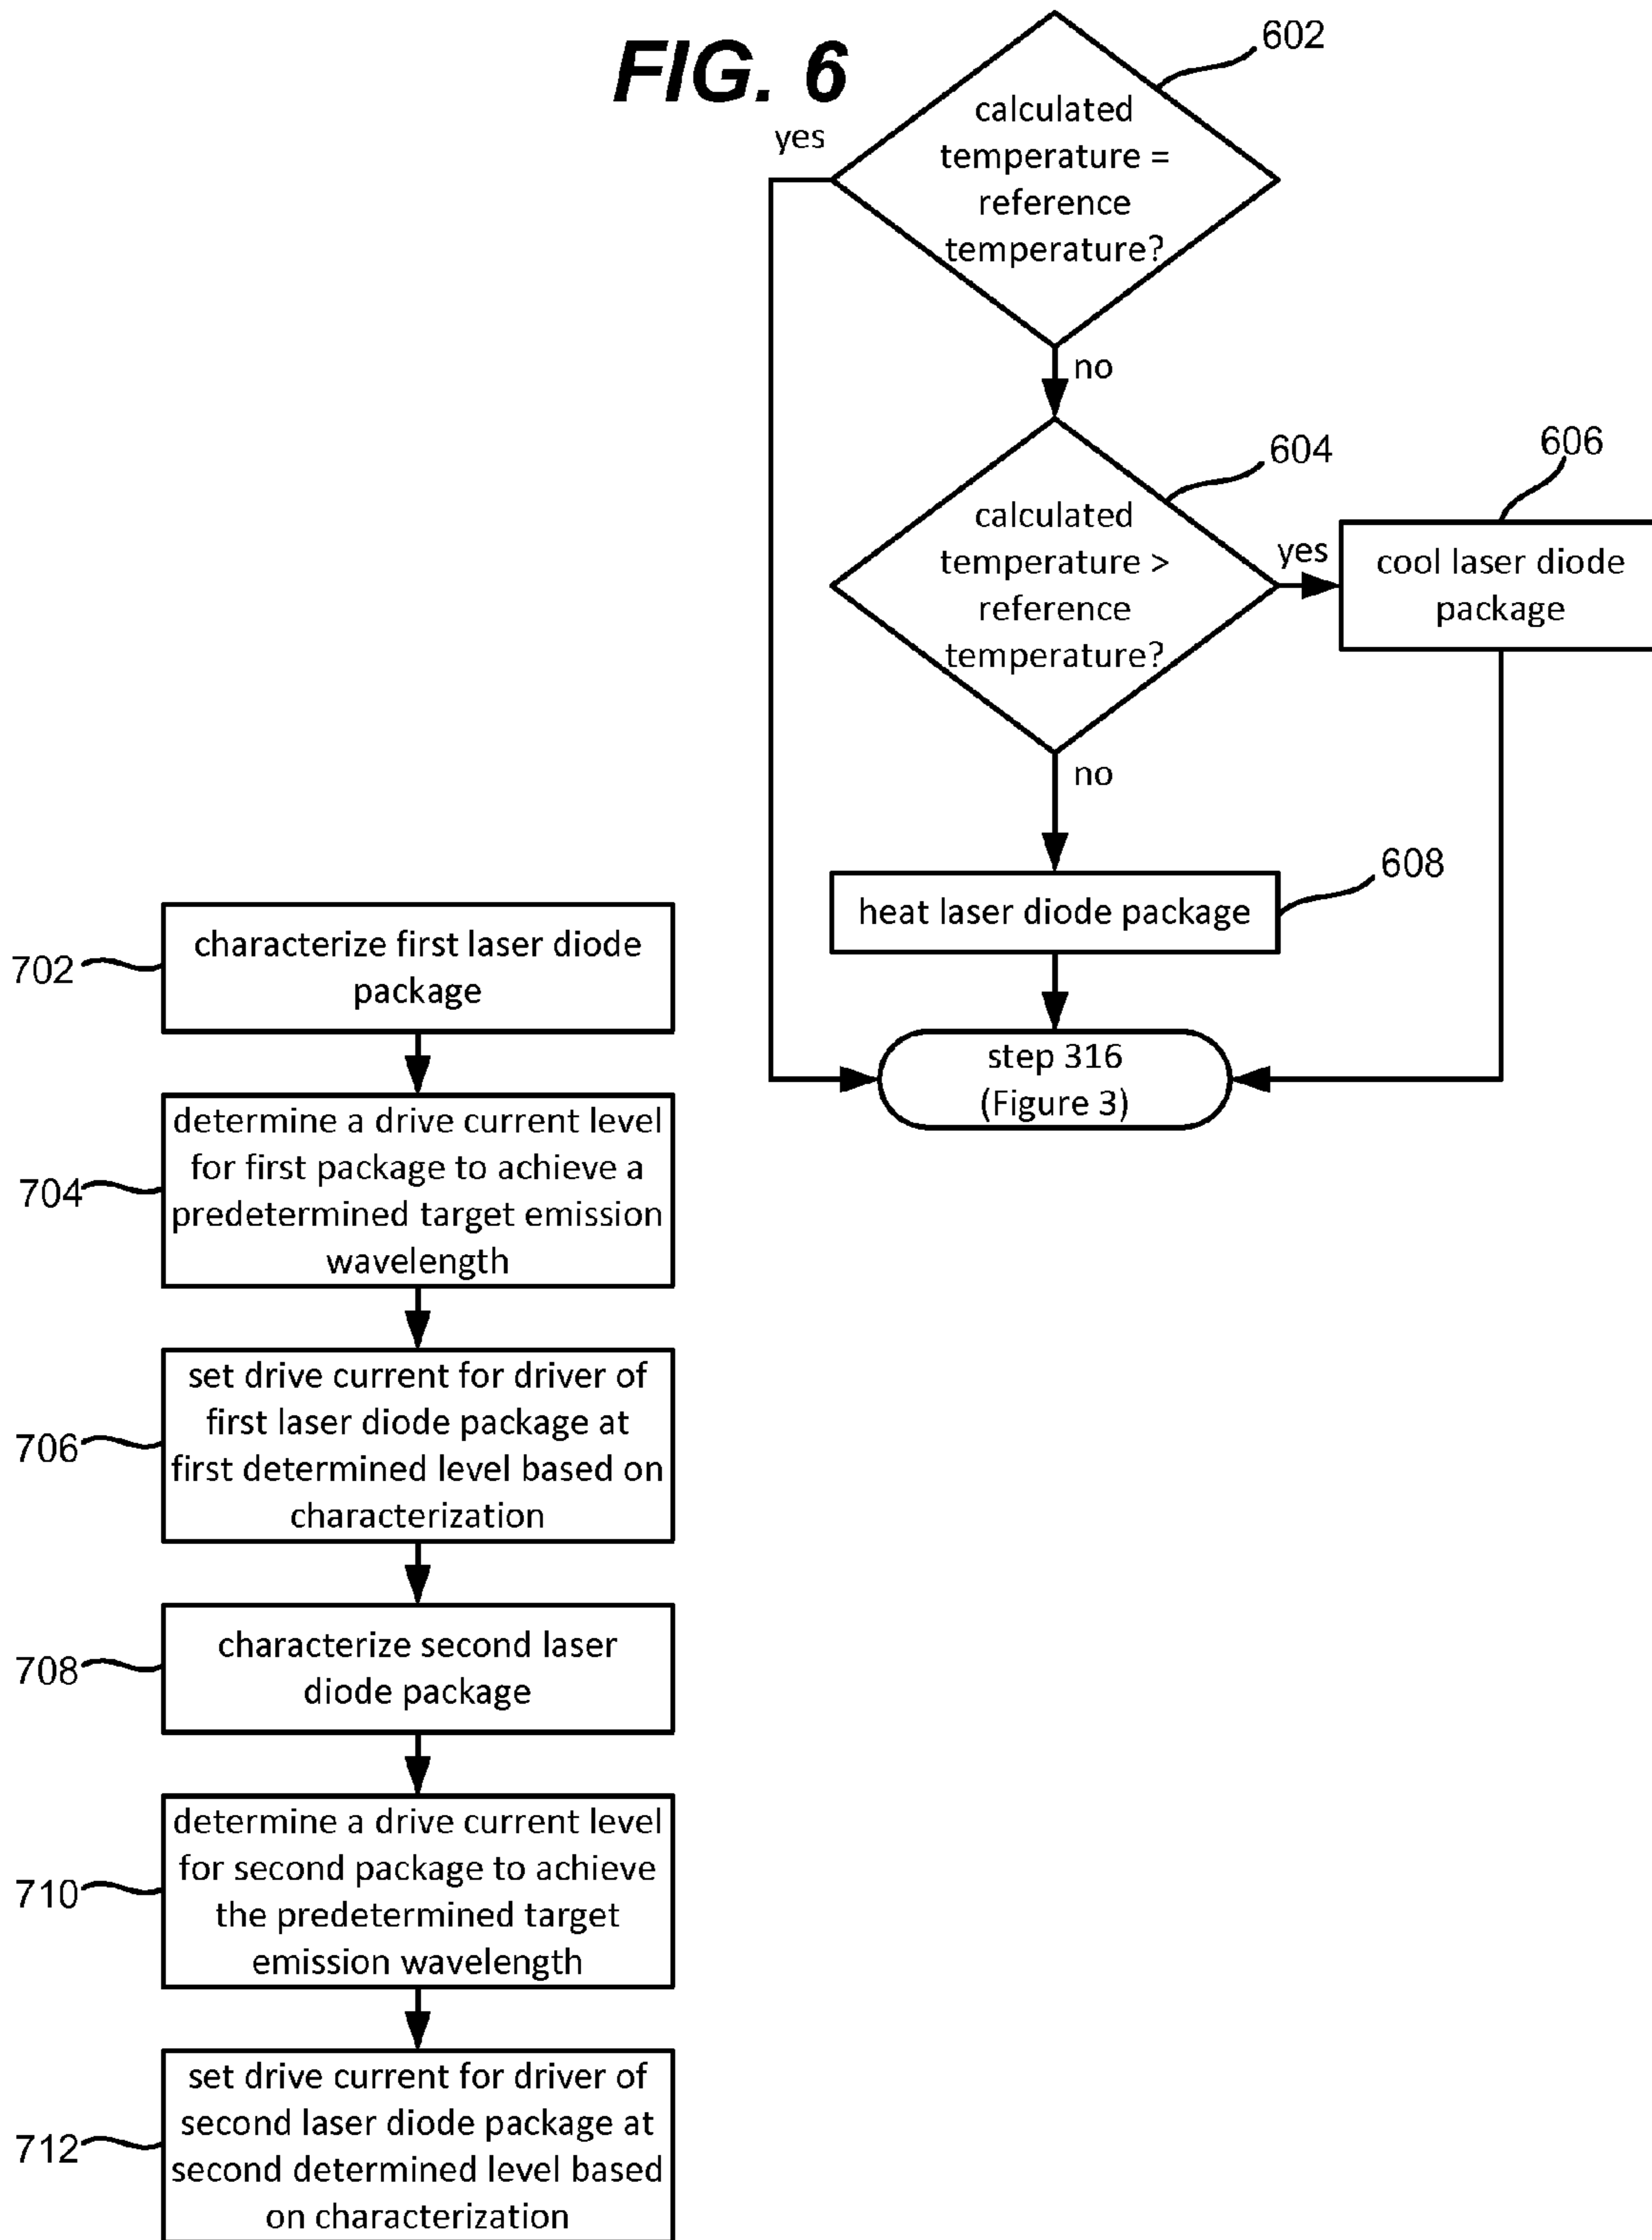 FIG. 6
602
yes
calculated
temperature =
reference
temperature?
no
604
606
calculated
temperature >
reference
temperature?
yes
cool laser diode
package
no
608
heat laser diode package
step 316
(Figure 3)
702
characterize first laser diode
package
704
determine a drive current level
for first package to achieve a
predetermined target emission
wavelength
706
set drive current for driver of
first laser diode package at
first determined level based on
characterization
708
characterize second laser
diode package
710
determine a drive current level
for second package to achieve
the predetermined target
emission wavelength
712
set drive current for driver of
second laser diode package at
second determined level based
on characterization